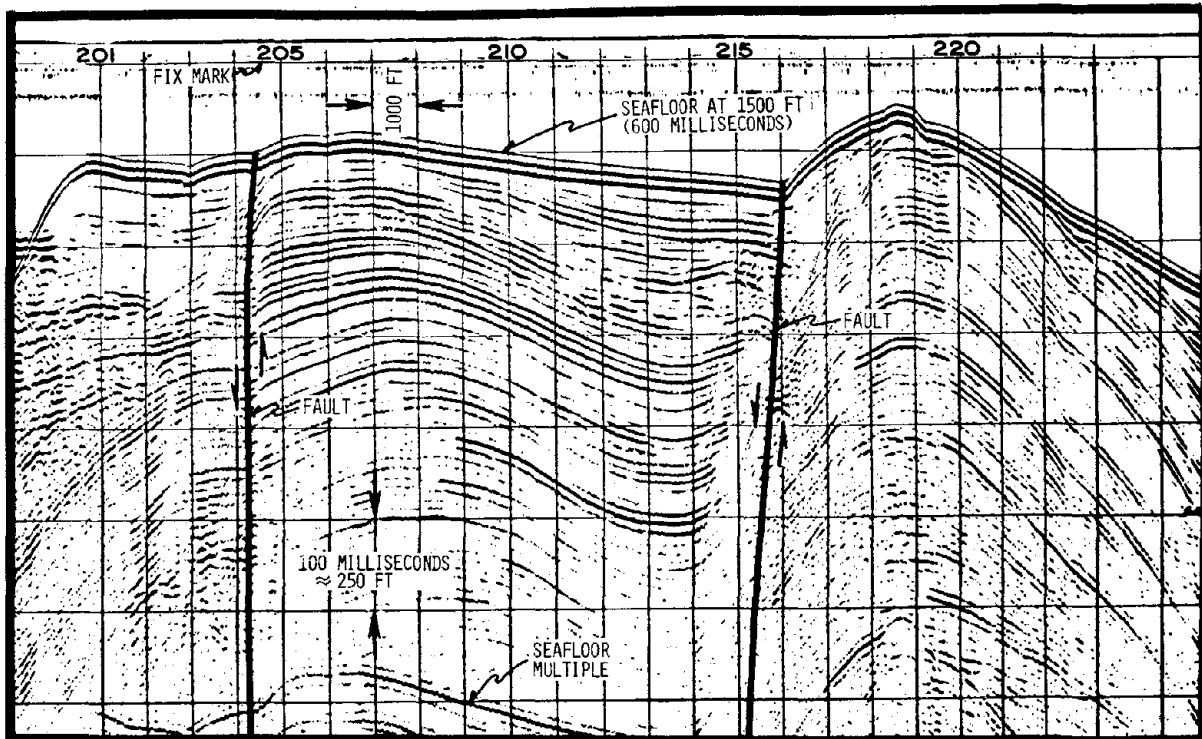 201 205 210 215 220
FIX MARK
1000 FT
SEAFLOOR AT 1500 FT
(600 MILLISECONDS)
FAULT
FAULT
100 MILLISECONDS
≈ 250 FT
SEAFLOOR
MULTIPLE